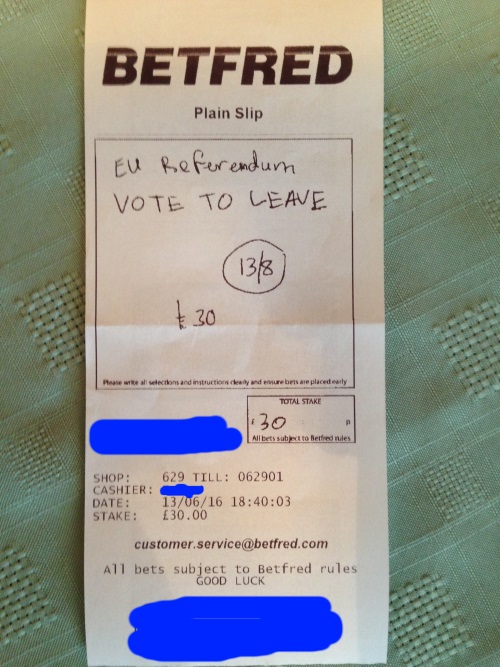 BETFRED
Plain Slip
EU Referendum
VOTE TO LEAVE
13/8
£30
Please write all selections and instructions clearly and ensure bets are placed early
TOTAL STAKE
£ 30 P
All bets subject to Betfred rules
SHOP: 629 TILL: 062901
CASHIER:
DATE: 13/06/16 18:40:03
STAKE: £30.00
customer.service@betfred.com
All bets subject to Betfred rules
GOOD LUCK